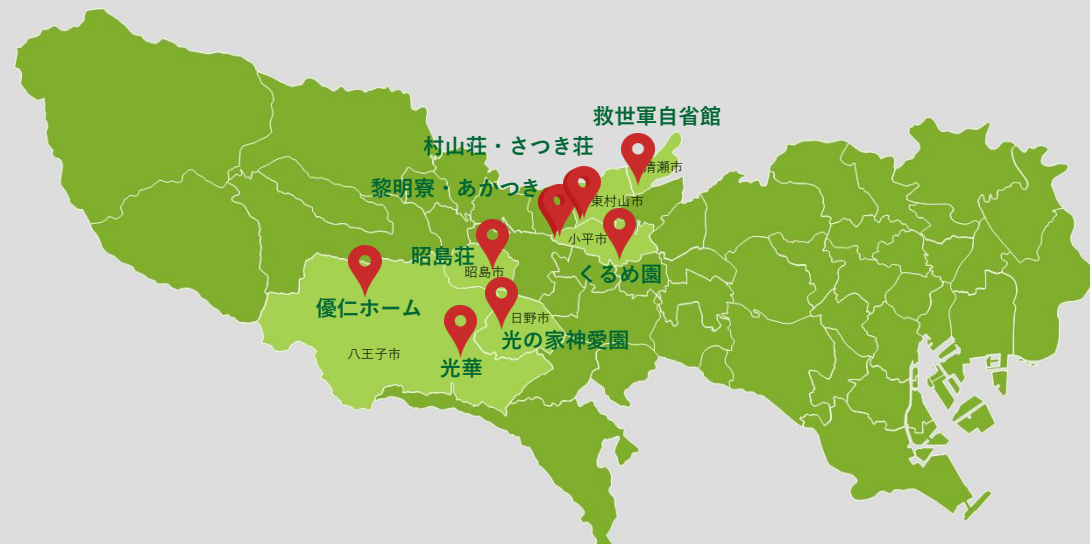 救世軍自省館
村山荘・さつき荘
清瀬市
黎明寮・あかつき
東村山市
小平市
昭島荘
昭島市
くるめ園
優仁ホーム
日野市
光の家神愛園
八王子市
光華